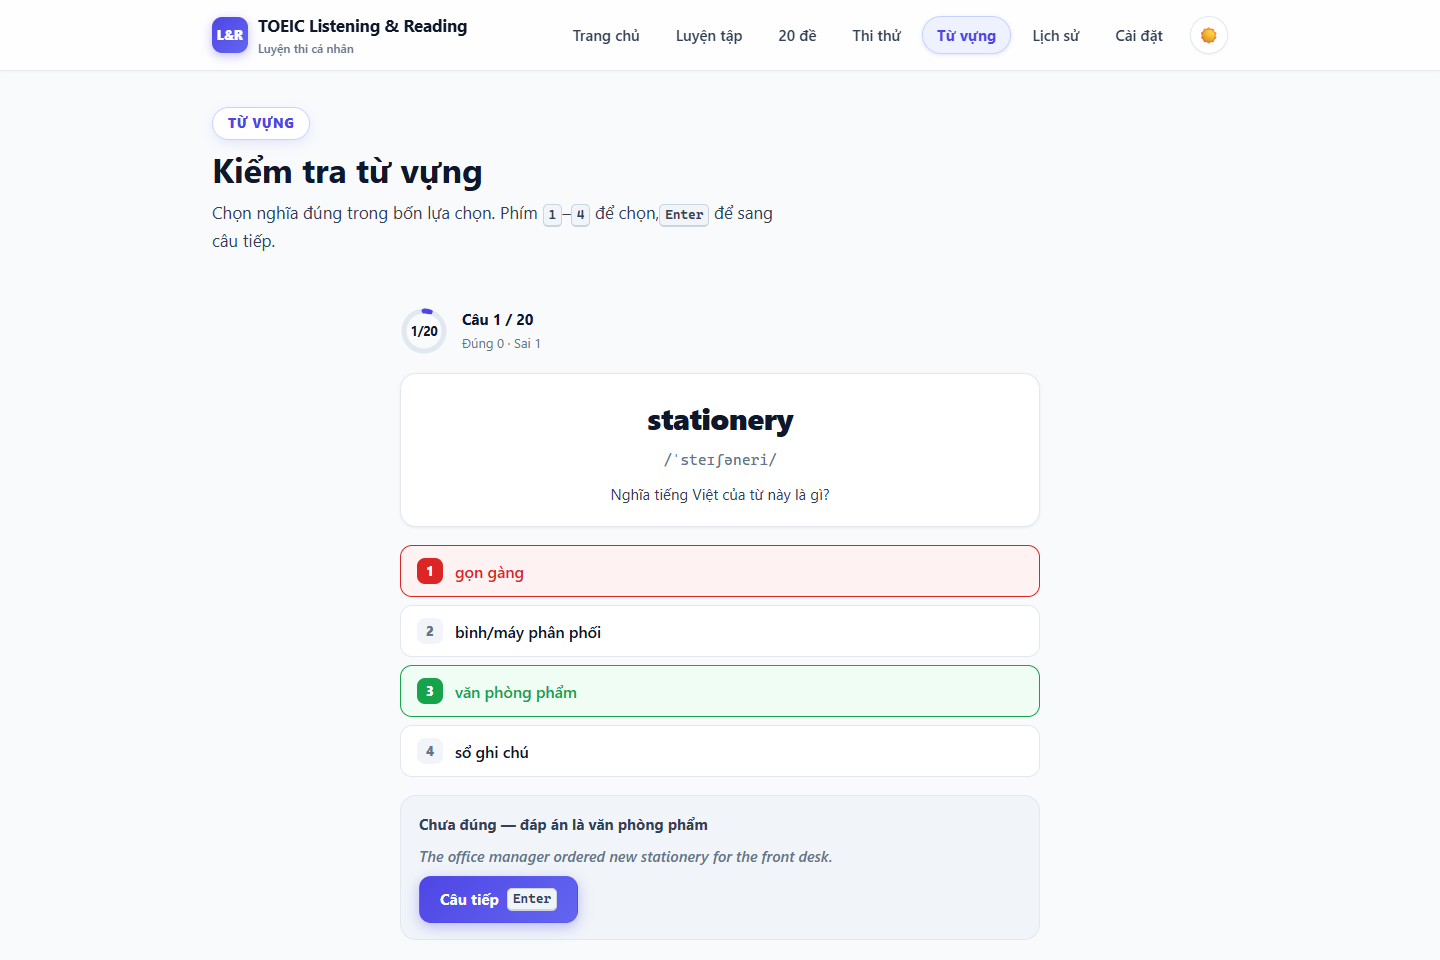 L&R
TOEIC Listening & Reading
Luyện thi cá nhân
Trang chủ
Luyện tập
20 đề
Thi thử
Từ vựng
Lịch sử
Cài đặt
TỪ VỰNG
Kiểm tra từ vựng
Chọn nghĩa đúng trong bốn lựa chọn. Phím 1–4 để chọn,Enter để sang
câu tiếp.
1/20
Câu 1 / 20
Đúng 0 · Sai 1
stationery
/ˈsteɪʃəneri/
Nghĩa tiếng Việt của từ này là gì?
1 gọn gàng
2 bình/máy phân phối
3 văn phòng phẩm
4 sổ ghi chú
Chưa đúng — đáp án là văn phòng phẩm
The office manager ordered new stationery for the front desk.
Câu tiếp Enter